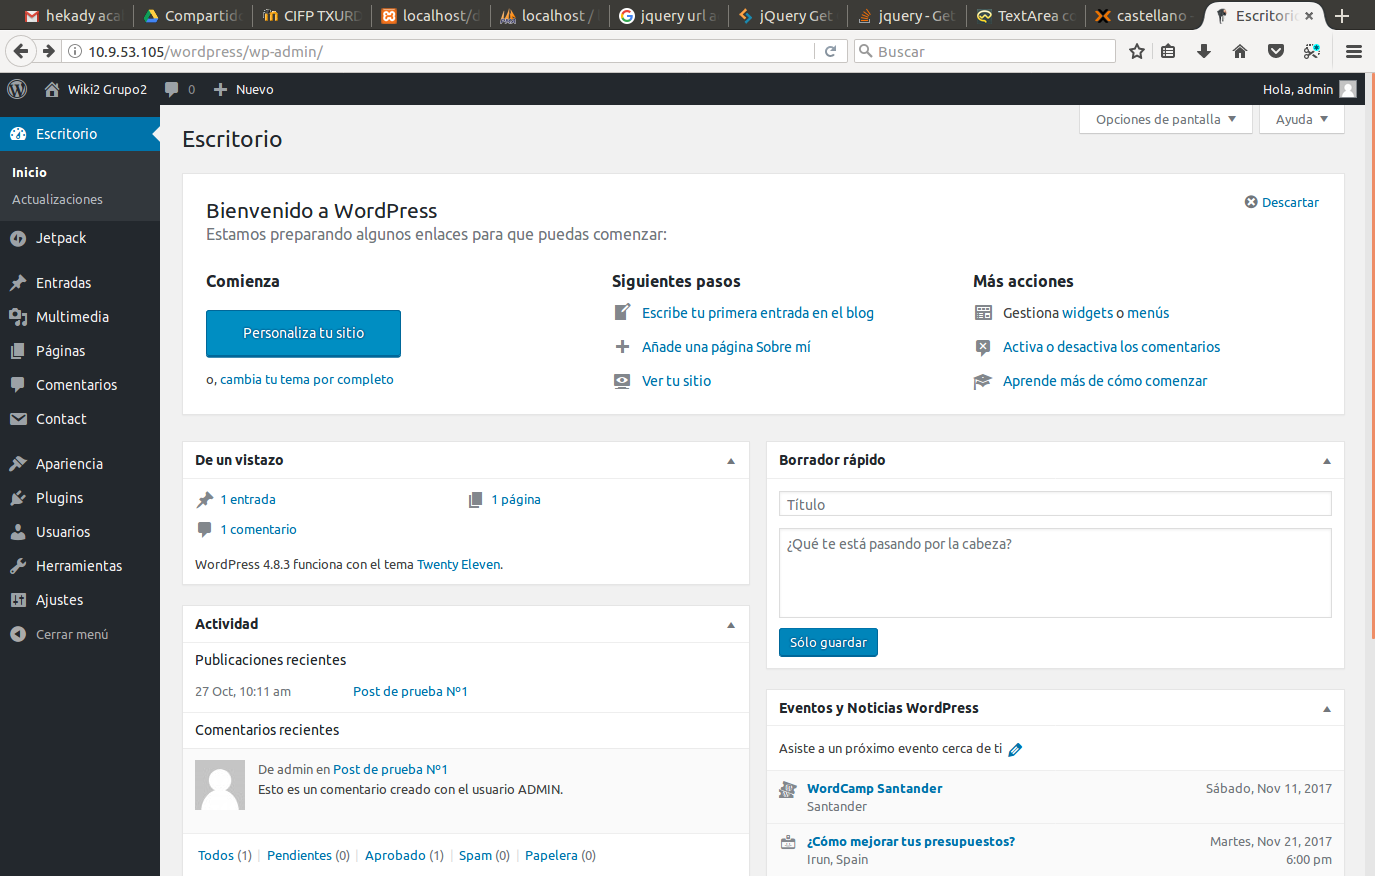 hekady aca
Compartid
CIFP TXURD
localhost/d
localhost /
jquery url a
jQuery Get
jquery - Get
TextArea co
castellano -
Escritorio
10.9.53.105/wordpress/wp-admin/
Buscar
Wiki2 Grupo2
0
Nuevo
Hola, admin
Escritorio
Inicio
Actualizaciones
Jetpack
Entradas
Multimedia
Páginas
Comentarios
Contact
Apariencia
Plugins
Usuarios
Herramientas
Ajustes
Cerrar menú
Opciones de pantalla
Ayuda
Escritorio
Bienvenido a WordPress
Descartar
Estamos preparando algunos enlaces para que puedas comenzar:
Comienza
Personaliza tu sitio
o, cambia tu tema por completo
Siguientes pasos
Escribe tu primera entrada en el blog
Añade una página Sobre mí
Ver tu sitio
Más acciones
Gestiona widgets o menús
Activa o desactiva los comentarios
Aprende más de cómo comenzar
De un vistazo
1 entrada
1 página
1 comentario
WordPress 4.8.3 funciona con el tema Twenty Eleven.
Actividad
Publicaciones recientes
27 Oct, 10:11 am
Post de prueba Nº1
Comentarios recientes
De admin en Post de prueba Nº1
Esto es un comentario creado con el usuario ADMIN.
Todos (1) | Pendientes (0) | Aprobado (1) | Spam (0) | Papelera (0)
Borrador rápido
Título
¿Qué te está pasando por la cabeza?
Sólo guardar
Eventos y Noticias WordPress
Asiste a un próximo evento cerca de ti
WordCamp Santander
Sábado, Nov 11, 2017
Santander
¿Cómo mejorar tus presupuestos?
Martes, Nov 21, 2017
Irun, Spain
6:00 pm